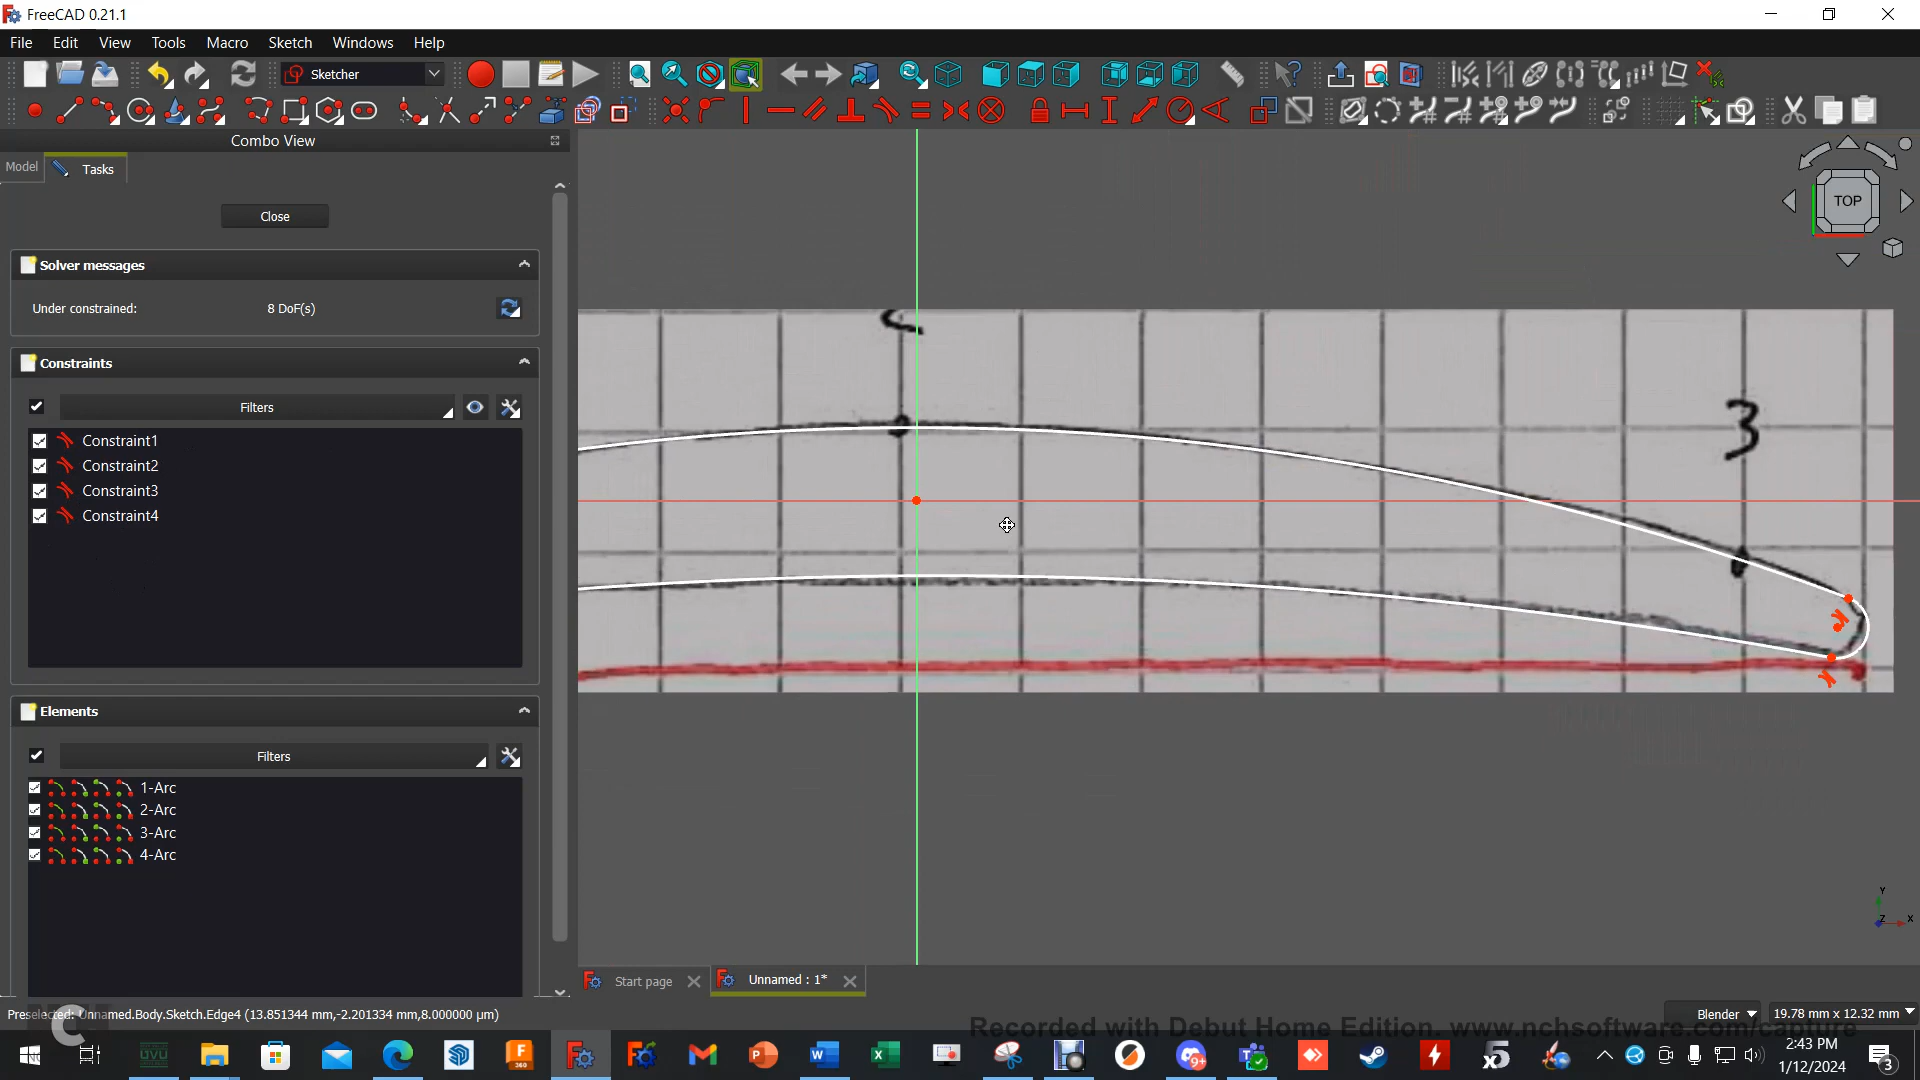 FreeCAD 0.21.1
File Edit View Tools Macro Sketch Windows Help
Sketcher
Combo View
Model Tasks
Close
Solver messages
Under constrained: 8 DoF(s)
Constraints
Filters
Constraint1
Constraint2
Constraint3
Constraint4
Elements
Filters
1-Arc
2-Arc
3-Arc
4-Arc
TOP
3
Y
Z X
Start page Unnamed : 1*
Preselected: Unnamed.Body.Sketch.Edge4 (13.851344 mm,-2.201334 mm,8.000000 µm)
Blender 19.78 mm x 12.32 mm
Recorded with Debut Home Edition. www.nchsoftware.com/capture
2:43 PM
1/12/2024
3